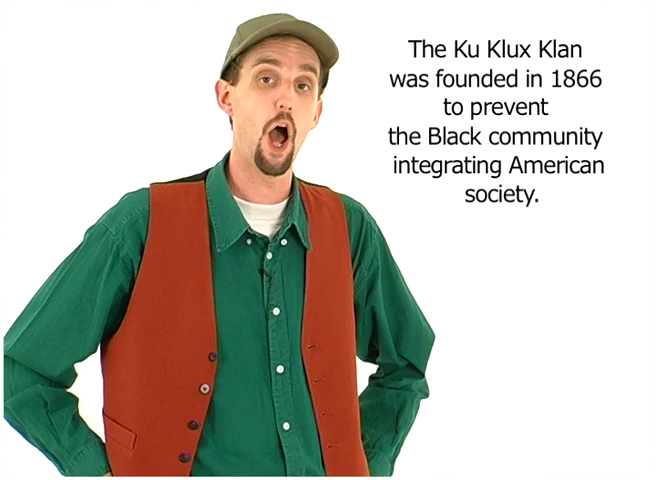 The Ku Klux Klan
was founded in 1866
to prevent
the Black community
integrating American
society.